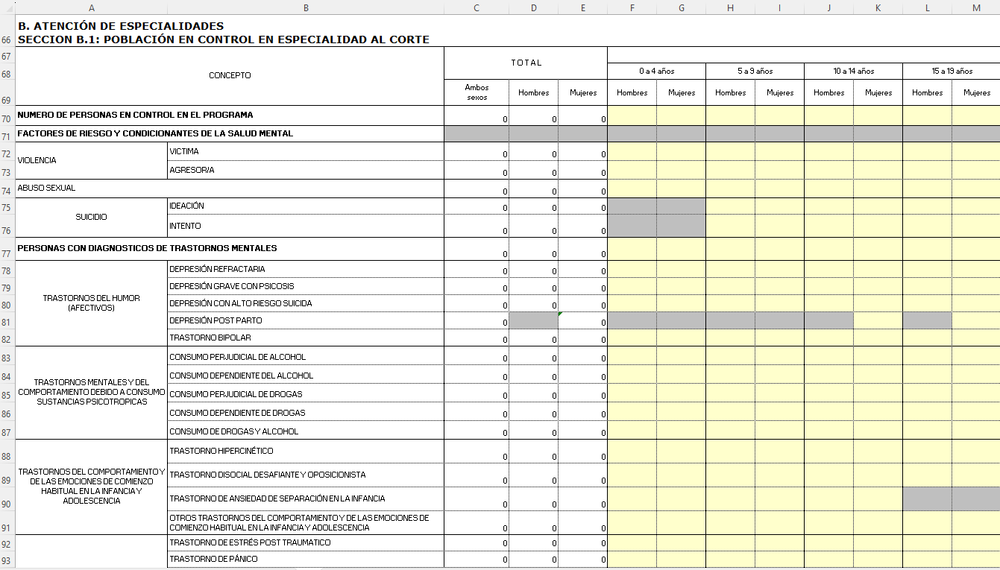 A B C D E F G H I J K L M
66 B. ATENCIÓN DE ESPECIALIDADES
SECCION B.1: POBLACIÓN EN CONTROL EN ESPECIALIDAD AL CORTE
67
68 CONCEPTO TOTAL 0 a 4 años 5 a 9 años 10 a 14 años 15 a 19 años
69 Ambos sexos Hombres Mujeres Hombres Mujeres Hombres Mujeres Hombres Mujeres Hombres Mujeres
70 NUMERO DE PERSONAS EN CONTROL EN EL PROGRAMA 0 0 0
71 FACTORES DE RIESGO Y CONDICIONANTES DE LA SALUD MENTAL
72 VIOLENCIA VICTIMA 0 0 0
73 AGRESOR/A 0 0 0
74 ABUSO SEXUAL 0 0 0
75 SUICIDIO IDEACIÓN 0 0 0
76 INTENTO 0 0 0
77 PERSONAS CON DIAGNOSTICOS DE TRASTORNOS MENTALES 0 0 0
78 DEPRESIÓN REFRACTARIA 0 0 0
79 DEPRESIÓN GRAVE CON PSICOSIS 0 0 0
TRASTORNOS DEL HUMOR
(AFECTIVOS)
80 DEPRESIÓN CON ALTO RIESGO SUICIDA 0 0 0
81 DEPRESIÓN POST PARTO 0 0
82 TRASTORNO BIPOLAR 0 0 0
83 CONSUMO PERJUDICIAL DE ALCOHOL 0 0 0
84 CONSUMO DEPENDIENTE DEL ALCOHOL 0 0 0
TRASTORNOS MENTALES Y DEL
COMPORTAMIENTO DEBIDO A CONSUMO
SUSTANCIAS PSICOTROPICAS
85 CONSUMO PERJUDICIAL DE DROGAS 0 0 0
86 CONSUMO DEPENDIENTE DE DROGAS 0 0 0
87 CONSUMO DE DROGAS Y ALCOHOL 0 0 0
88 TRASTORNO HIPERCINÉTICO 0 0 0
89 TRASTORNO DISOCIAL DESAFIANTE Y OPOSICIONISTA 0 0 0
TRASTORNOS DEL COMPORTAMIENTO Y
DE LAS EMOCIONES DE COMIENZO
HABITUAL EN LA INFANCIA Y
ADOLESCENCIA
90 TRASTORNO DE ANSIEDAD DE SEPARACIÓN EN LA INFANCIA 0 0 0
91 OTROS TRASTORNOS DEL COMPORTAMIENTO Y DE LAS EMOCIONES DE
COMIENZO HABITUAL EN LA INFANCIA Y ADOLESCENCIA 0 0 0
92 TRASTORNO DE ESTRÉS POST TRAUMATICO 0 0 0
93 TRASTORNO DE PÁNICO 0 0 0